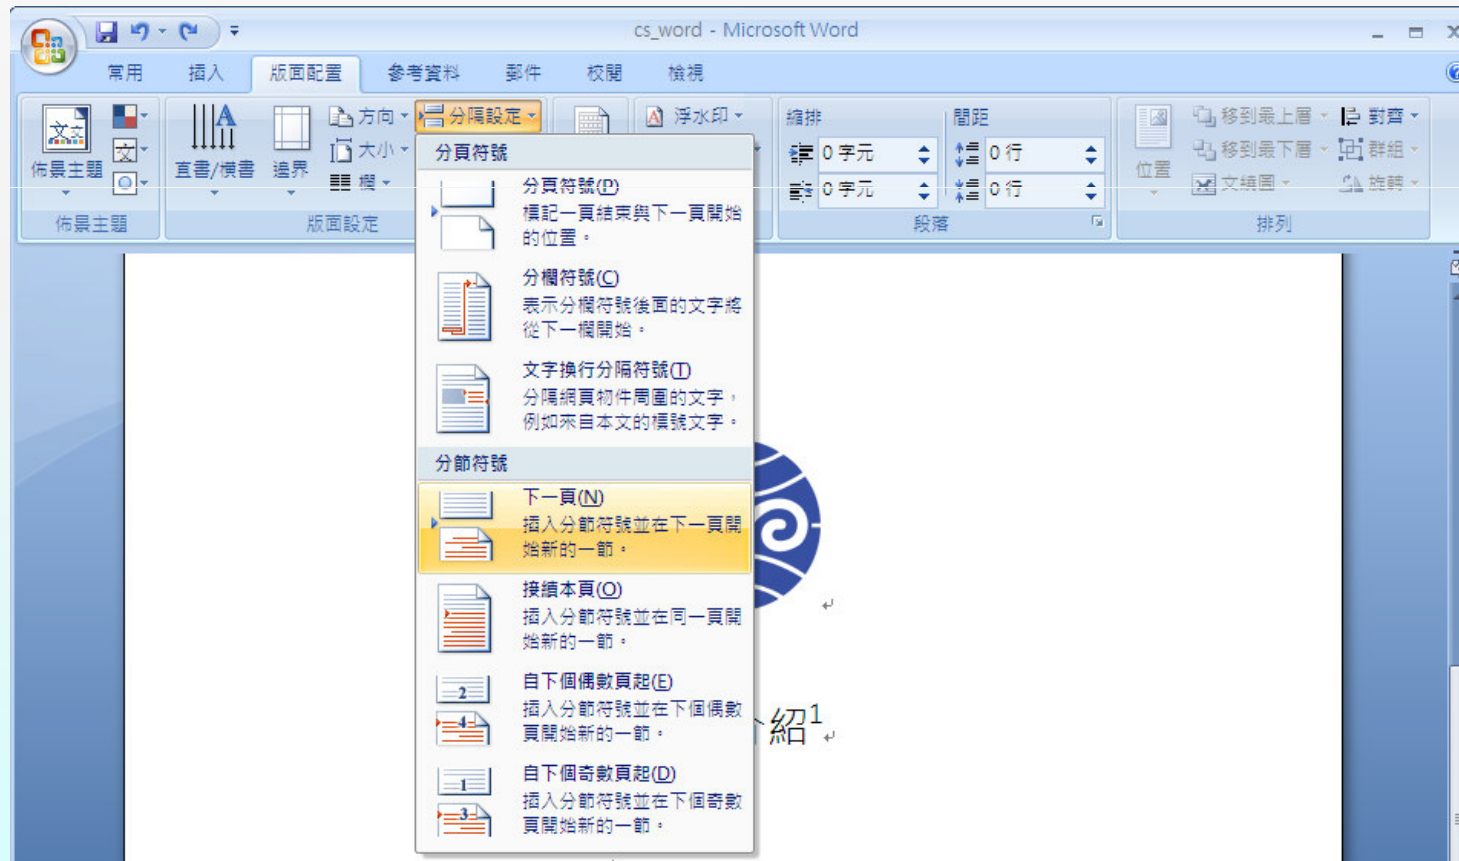 cs_word - Microsoft Word
常用 插入 版面配置 參考資料 郵件 校閱 檢視
文文
佈景主題
文
佈景主題
A
直書/橫書
邊界
方向
大小
欄
版面設定
分隔設定
A 浮水印
縮排
0 字元
0 字元
間距
0 行
0 行
段落
位置
移到最上層
移到最下層
文繞圖
對齊
群組
旋轉
排列
分頁符號
分頁符號(P)
標記一頁結束與下一頁開始
的位置。
分欄符號(C)
表示分欄符號後面的文字將
從下一欄開始。
文字換行分隔符號(T)
分隔網頁物件周圍的文字，
例如來自本文的標號文字。
分節符號
下一頁(N)
插入分節符號並在下一頁開
始新的一節。
接續本頁(O)
插入分節符號並在同一頁開
始新的一節。
2
4
自下個偶數頁起(E)
插入分節符號並在下個偶數
頁開始新的一節。
1
3
自下個奇數頁起(D)
插入分節符號並在下個奇數
頁開始新的一節。
紹1